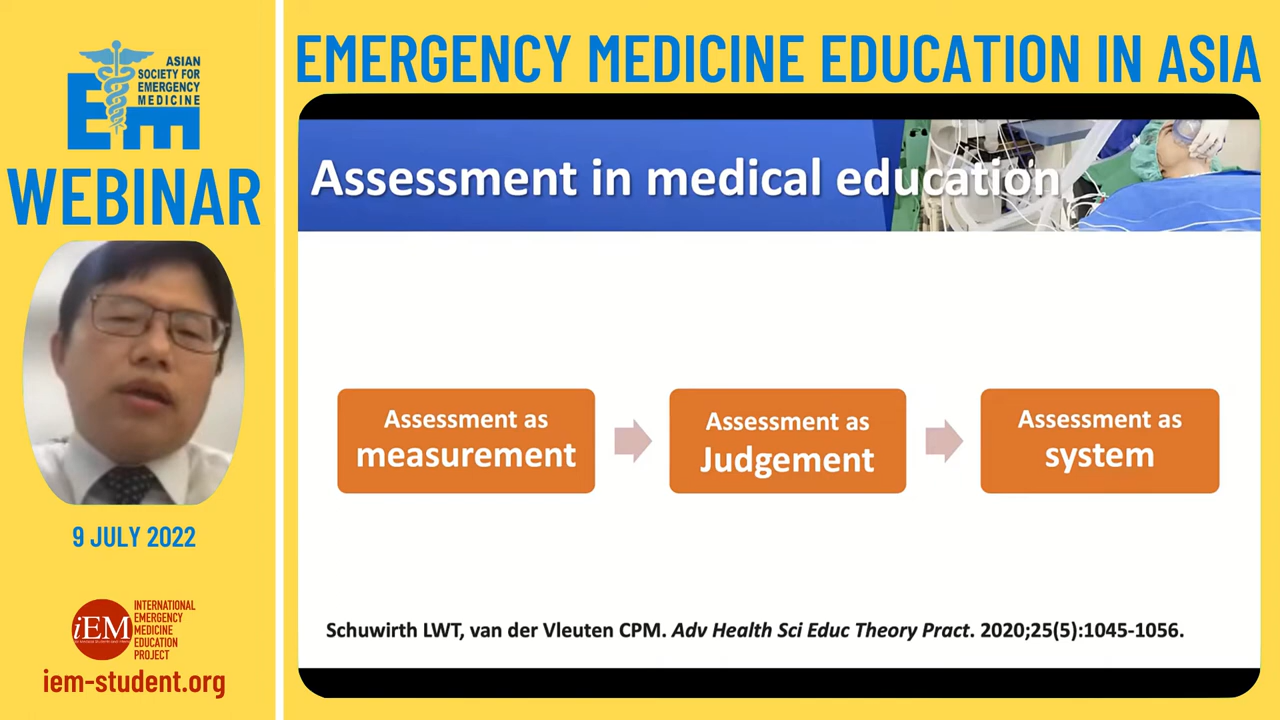 ASIAN
SOCIETY FOR
EMERGENCY
MEDICINE
EM
WEBINAR
9 JULY 2022
iEM
INTERNATIONAL
EMERGENCY
MEDICINE
EDUCATION
PROJECT
iem-student.org
EMERGENCY MEDICINE EDUCATION IN ASIA
Assessment in medical education
Assessment as
measurement
Assessment as
Judgement
Assessment as
system
Schuwirth LWT, van der Vleuten CPM. Adv Health Sci Educ Theory Pract. 2020;25(5):1045-1056.